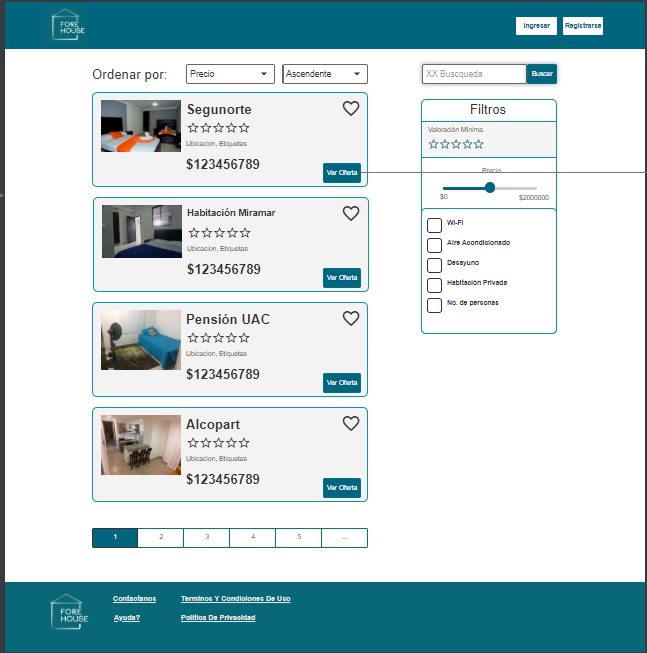 FORE
HOUSE
Ingresar
Registrarse
Ordenar por:
Precio
Ascendente
XX Buscqueda
Buscar
Segunorte
Ubicacion, Etiquetas
$123456789
Ver Oferta
Habitación Miramar
Ubicacion, Etiquetas
$123456789
Ver Oferta
Pensión UAC
Ubicacion, Etiquetas
$123456789
Ver Oferta
Alcopart
Ubicacion, Etiquetas
$123456789
Ver Oferta
Filtros
Valoración Minima
Precio
$0
$2000000
Wi-Fi
Aire Acondicionado
Desayuno
Habitación Privada
No. de personas
1 2 3 4 5 ...
FORE
HOUSE
Contactanos
Terminos Y Condiciones De Uso
Ayuda?
Politica De Privacidad